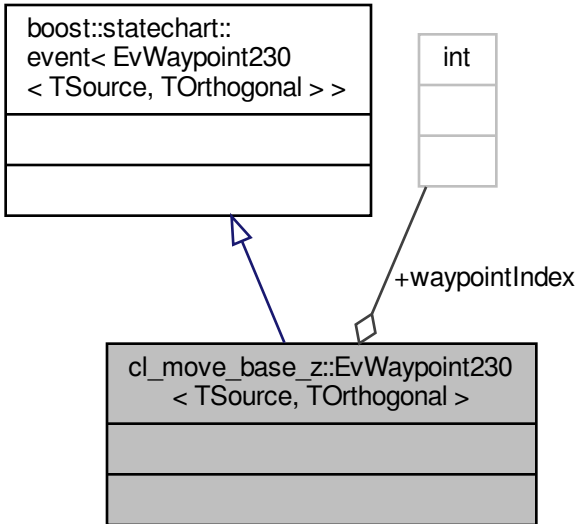 boost::statechart::
event< EvWaypoint230
< TSource, TOrthogonal > >
int
+waypointIndex
cl_move_base_z::EvWaypoint230
< TSource, TOrthogonal >